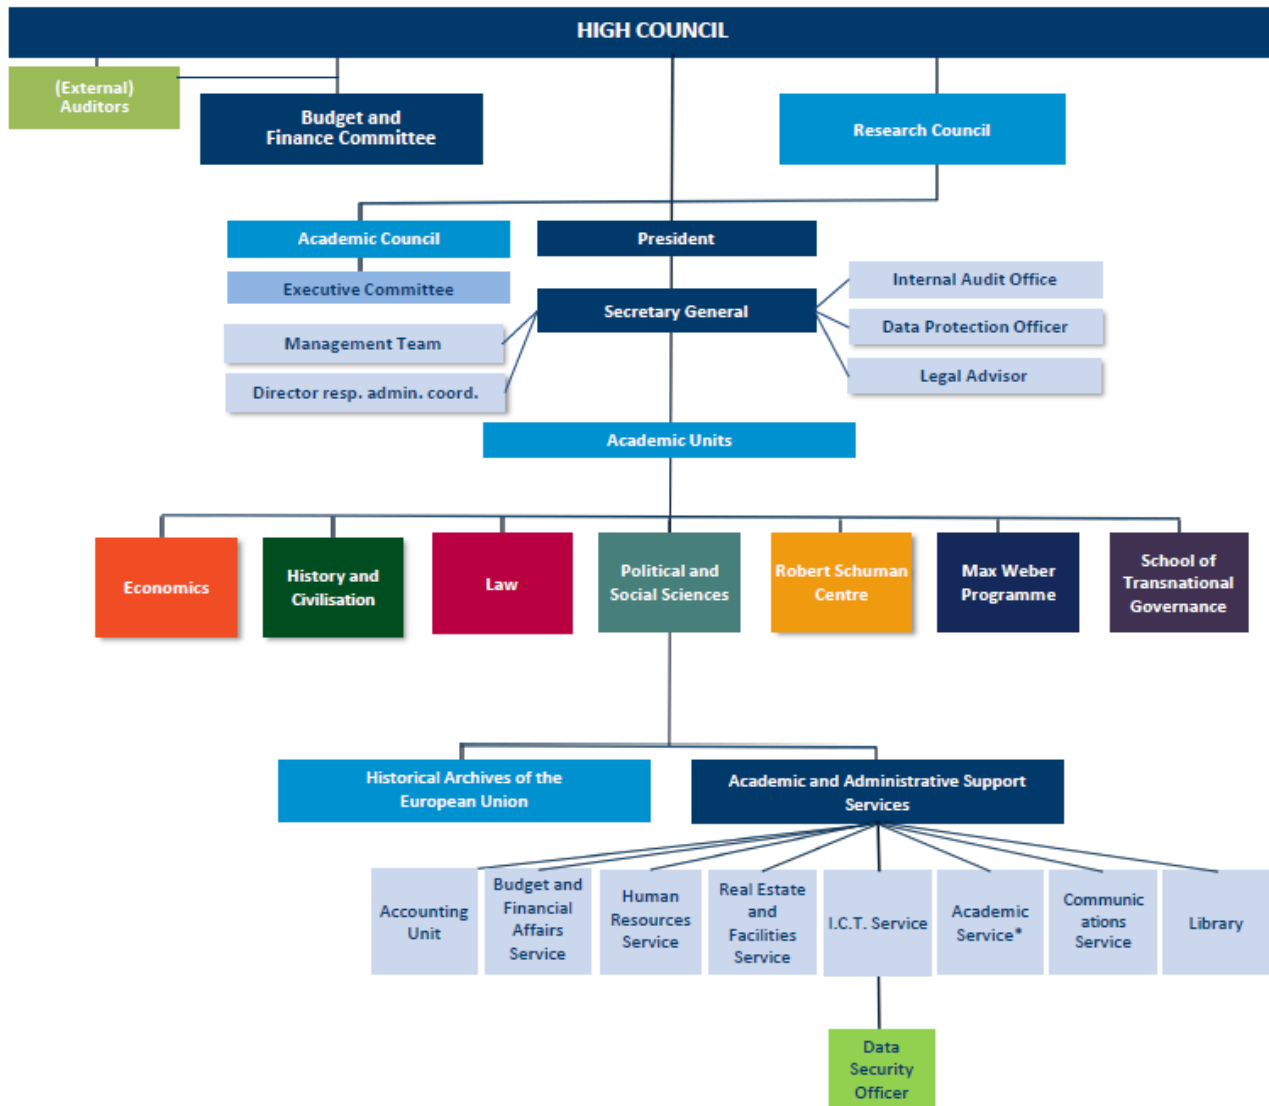 HIGH COUNCIL
(External)
Auditors
Budget and
Finance Committee
Research Council
Academic Council
President
Executive Committee
Secretary General
Internal Audit Office
Management Team
Data Protection Officer
Director resp. admin. coord.
Legal Advisor
Academic Units
Economics
History and
Civilisation
Law
Political and
Social Sciences
Robert Schuman
Centre
Max Weber
Programme
School of
Transnational
Governance
Historical Archives of the
European Union
Academic and Administrative Support
Services
Accounting
Unit
Budget and
Financial
Affairs
Service
Human
Resources
Service
Real Estate
and
Facilities
Service
I.C.T. Service
Academic
Service*
Communic
ations
Service
Library
Data
Security
Officer